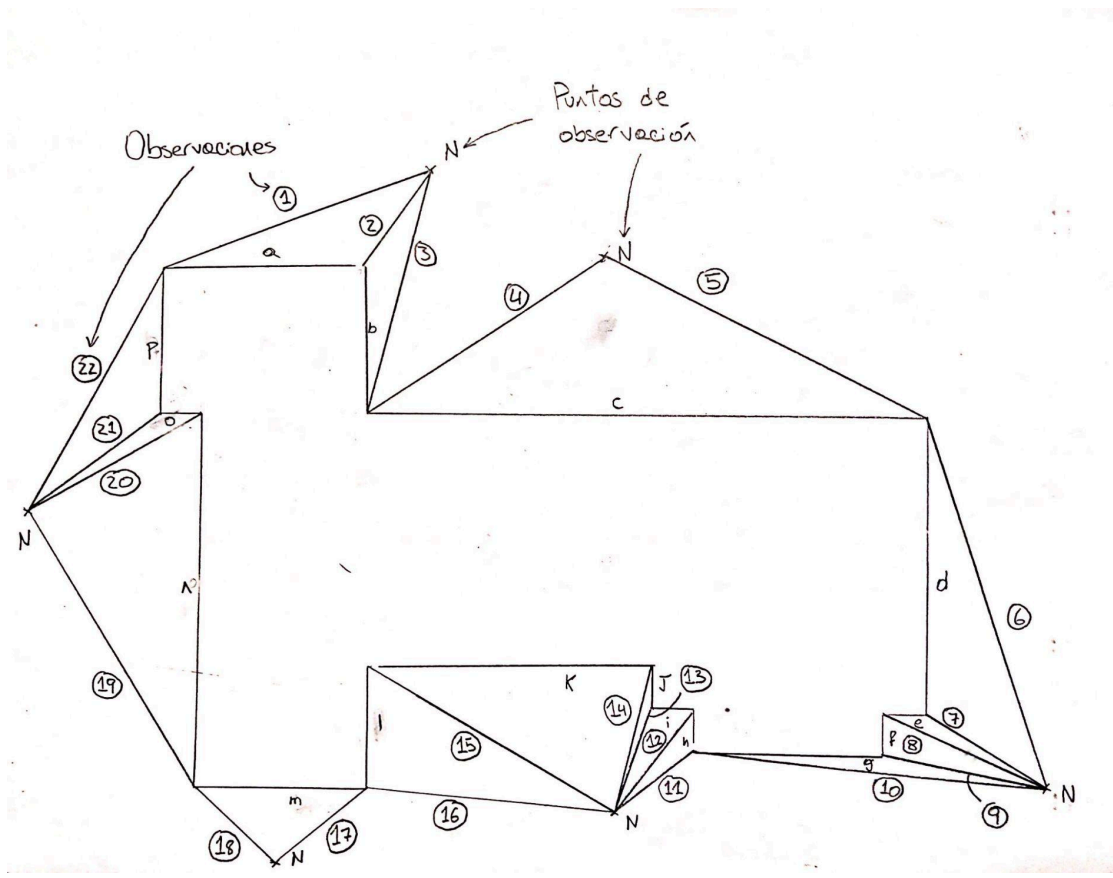 Puntos de
observación
Observaciones
N
1
N
2
a
3
5
4
b
P
22
c
o
21
20
N
d
N
6
19
K
J
13
14
i
e
7
l
12
f
8
15
h
g
m
11
10
N
16
N
9
18
N
17